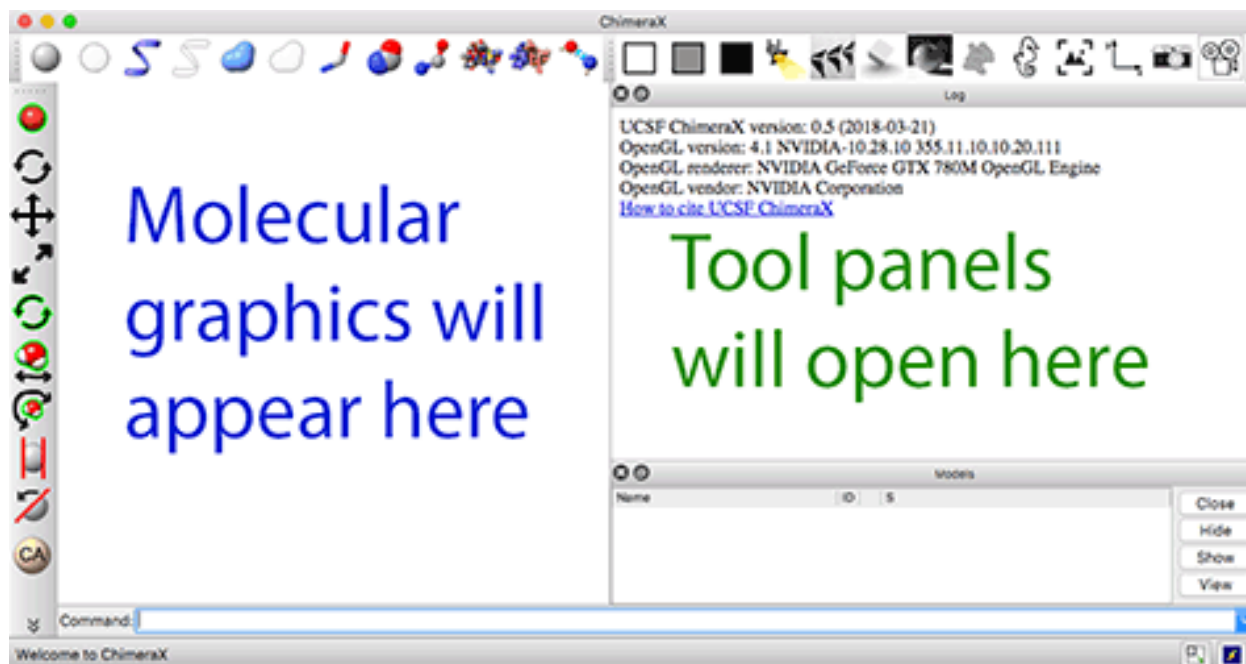 ChimeraX
Log
UCSF ChimeraX version: 0.5 (2018-03-21)
OpenGL version: 4.1 NVIDIA-10.28.10 355.11.10.10.20.111
OpenGL renderer: NVIDIA GeForce GTX 780M OpenGL Engine
OpenGL vendor: NVIDIA Corporation
How to cite UCSF ChimeraX
Molecular
graphics will
appear here
Tool panels
will open here
Models
Name ID S
Close
Hide
Show
View
CA
Command:
Welcome to ChimeraX